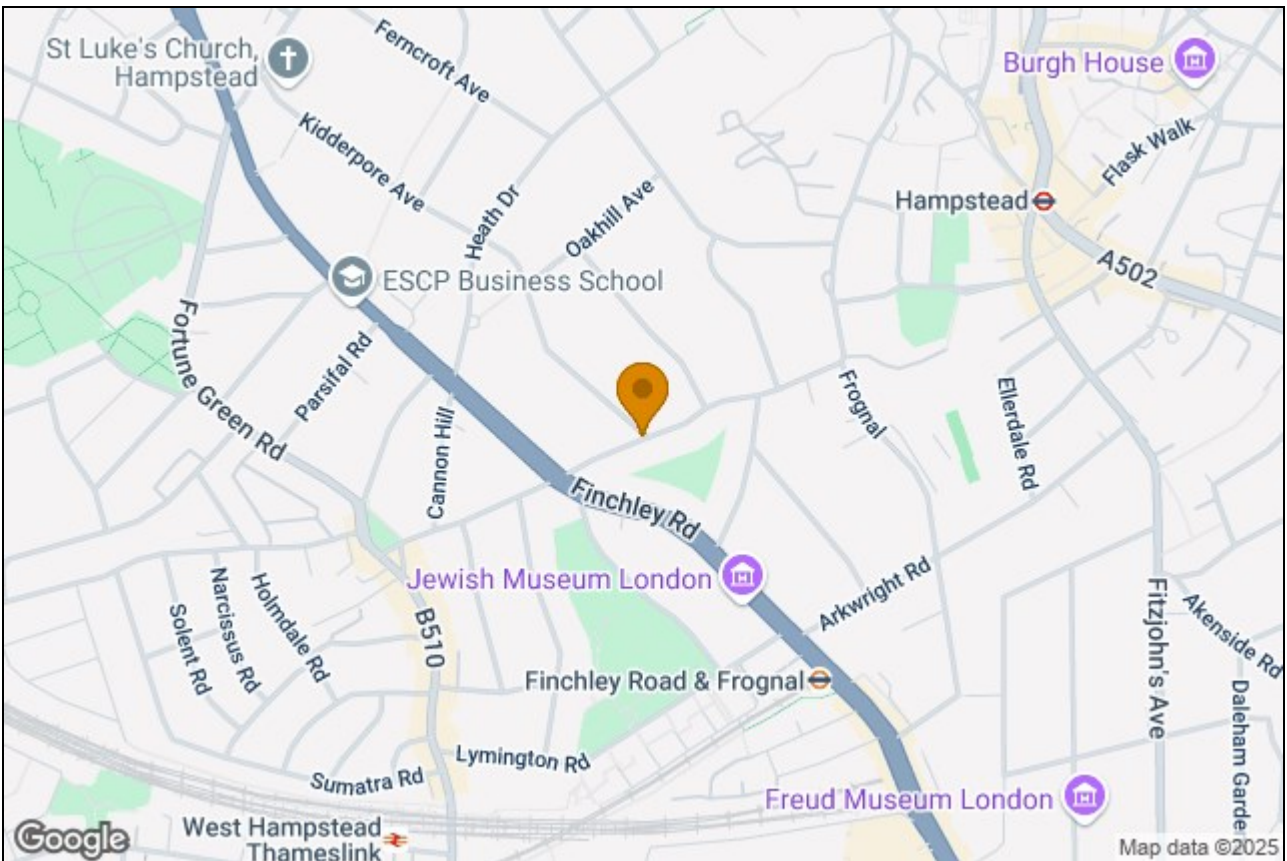 St Luke's Church,
Hampstead
Ferncroft Ave
Burgh House
Kidderpore Ave
Flask Walk
Heath Dr
Oakhill Ave
Hampstead
A502
ESCP Business School
Fortune Green Rd
Parsifal Rd
Cannon Hill
Frognal
Ellerdale Rd
Finchley Rd
Jewish Museum London
Arkwright Rd
Fitzjohn's Ave
Akenside Rd
Solent Rd
Narcissus Rd
Holmdale Rd
B510
Finchley Road & Frognal
Daleham Garden
Lymington Rd
Sumatra Rd
Freud Museum London
West Hampstead
Thameslink
Google
Map data ©2025